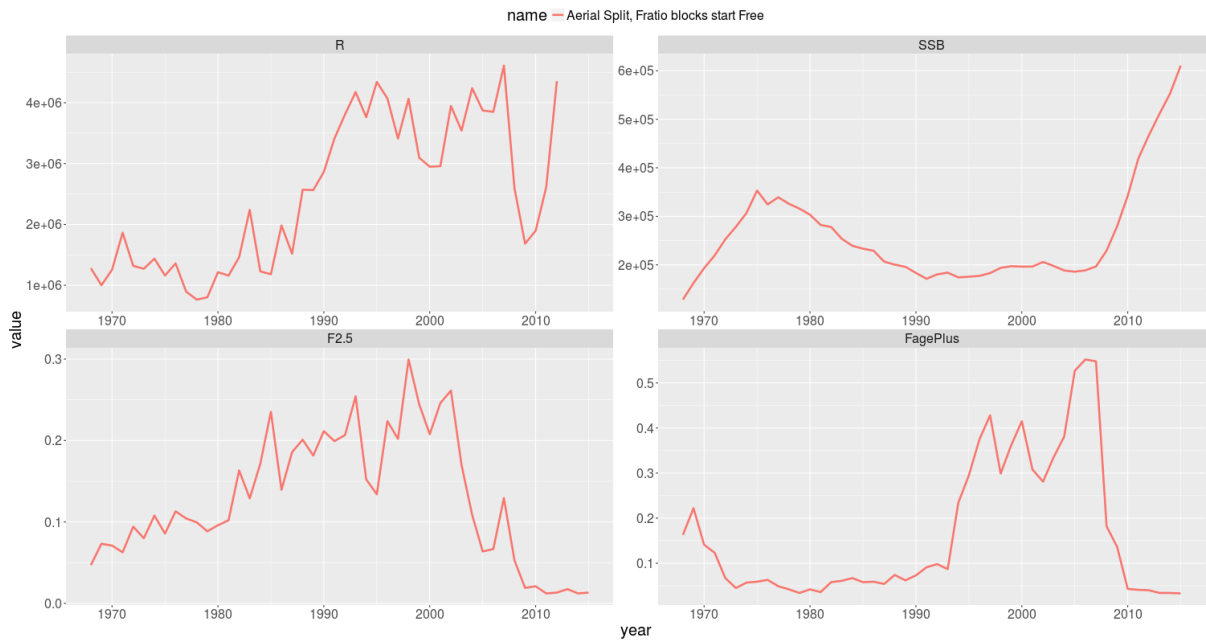 name Aerial Split, Fratio blocks start Free
R
SSB
4e+06
3e+06
2e+06
1e+06
1970 1980 1990 2000 2010
6e+05
5e+05
4e+05
3e+05
2e+05
1970 1980 1990 2000 2010
value
F2.5
FagePlus
0.3
0.2
0.1
0.0
1970 1980 1990 2000 2010
0.5
0.4
0.3
0.2
0.1
1970 1980 1990 2000 2010
year